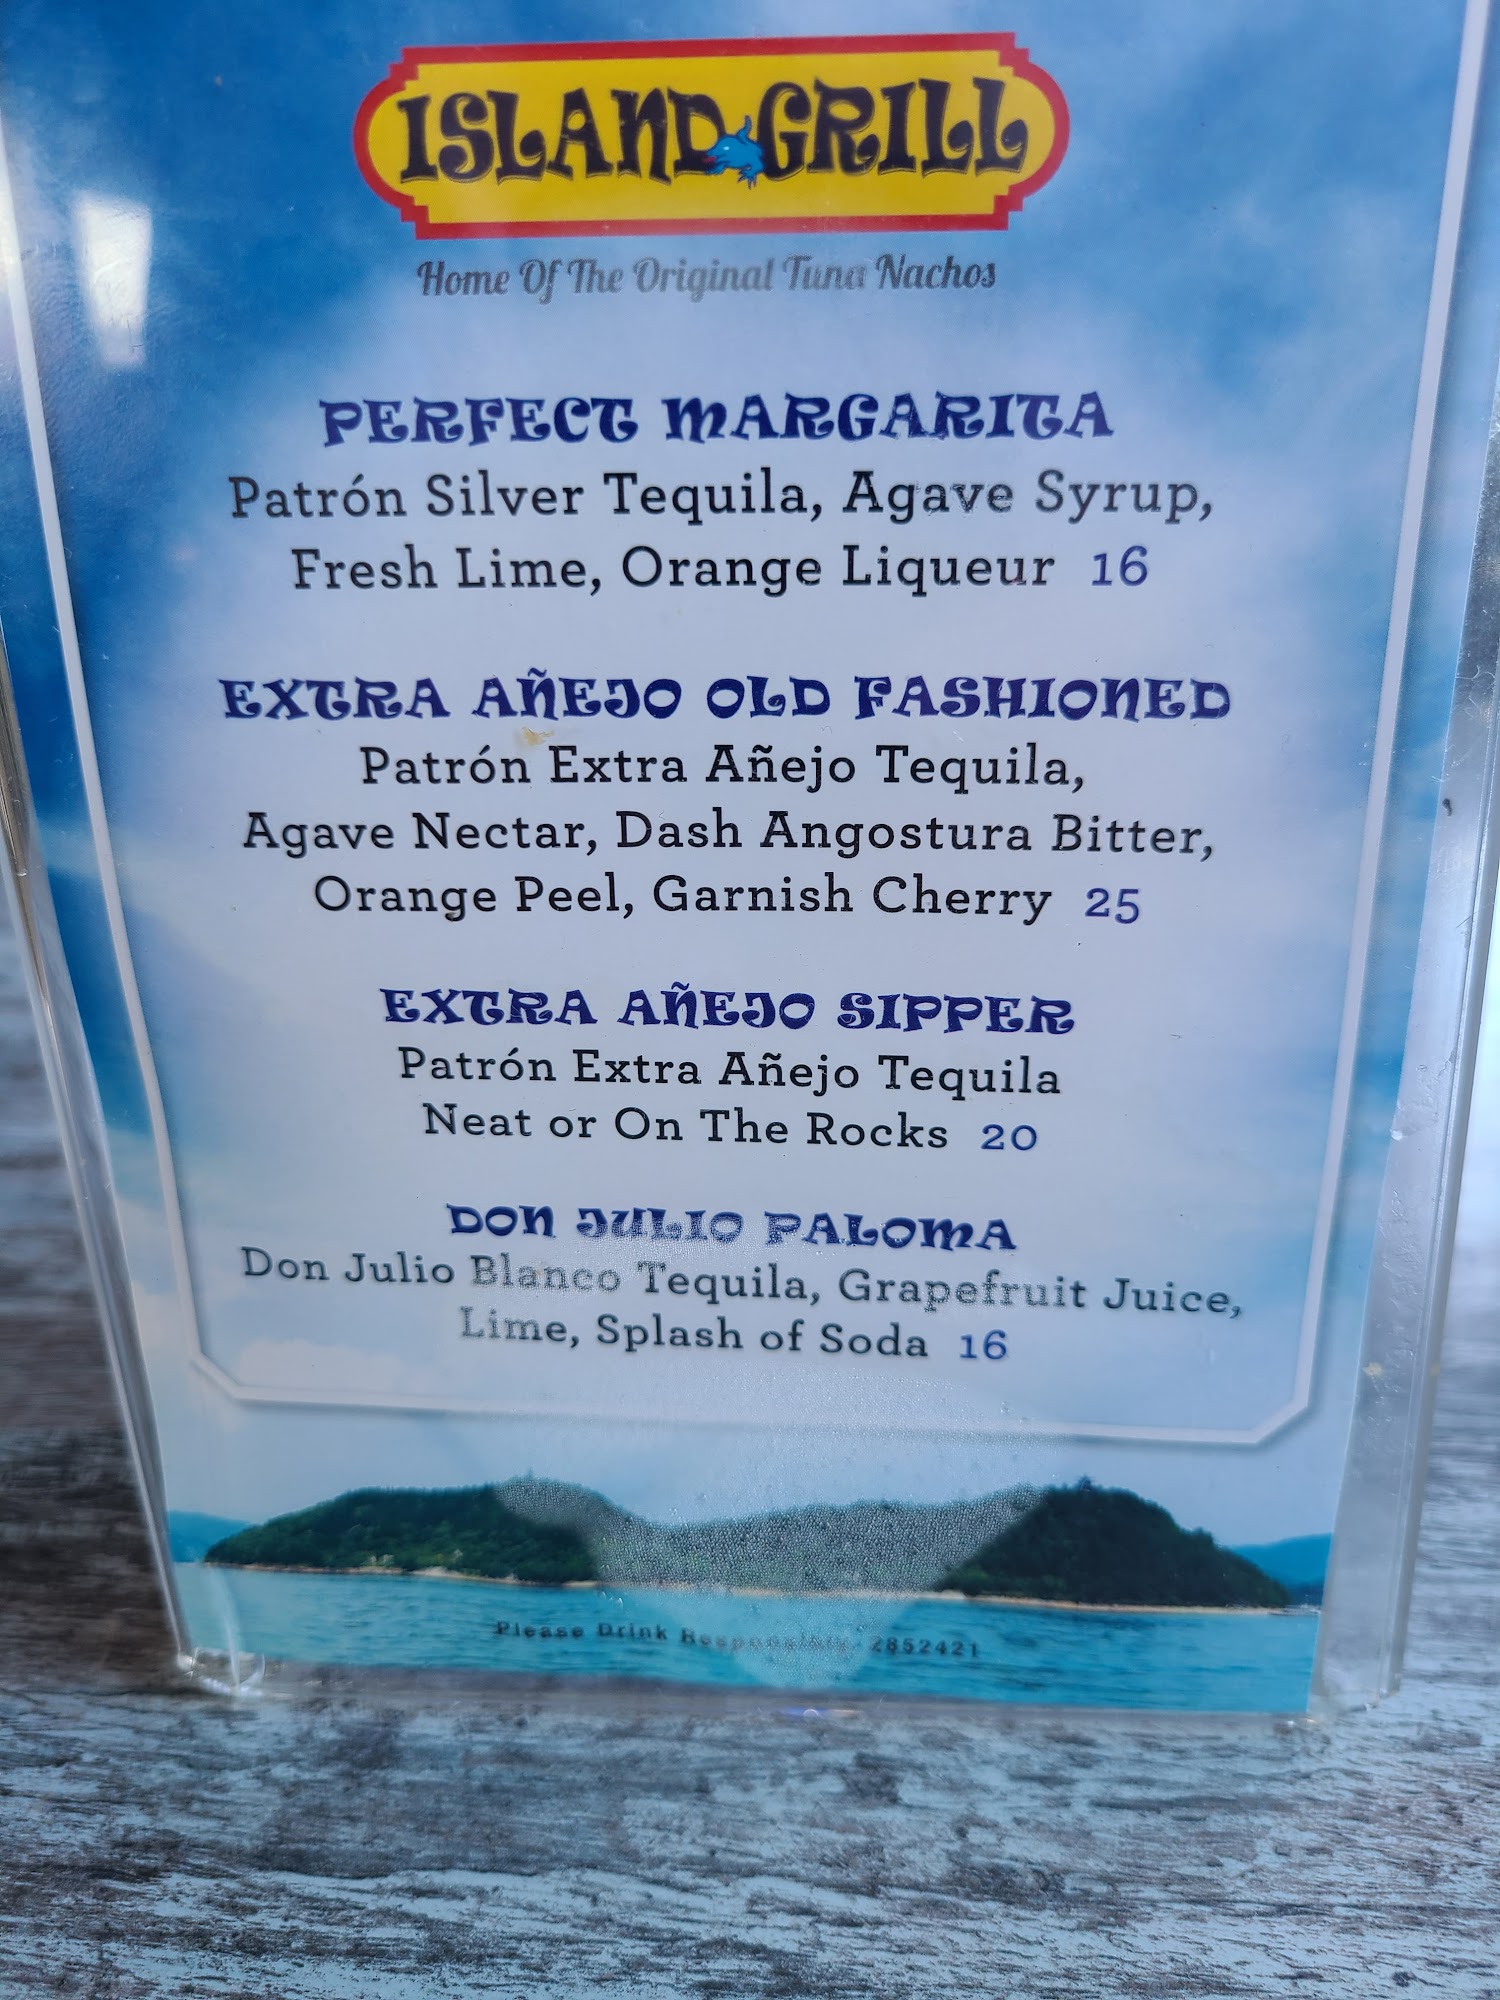 ISLAND GRILL
Home Of The Original Tuna Nachos
PERFECT MARGARITA
Patrón Silver Tequila, Agave Syrup,
Fresh Lime, Orange Liqueur 16
EXTRA AÑEJO OLD FASHIONED
Patrón Extra Añejo Tequila,
Agave Nectar, Dash Angostura Bitter,
Orange Peel, Garnish Cherry 25
EXTRA AÑEJO SIPPER
Patrón Extra Añejo Tequila
Neat or On The Rocks 20
DON JULIO PALOMA
Don Julio Blanco Tequila, Grapefruit Juice,
Lime, Splash of Soda 16
Please Drink Responsibly. 2852421